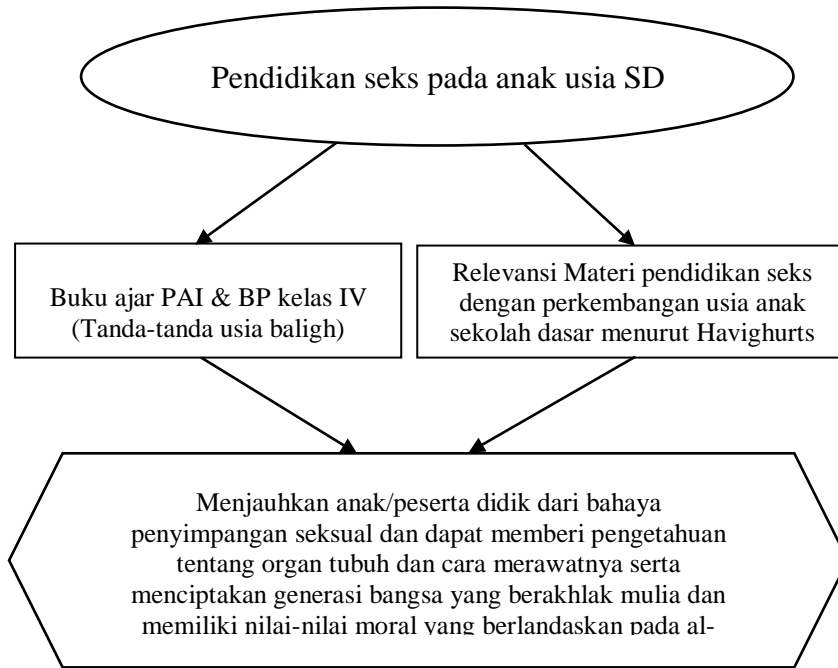 Pendidikan seks pada anak usia SD
Buku ajar PAI & BP kelas IV
(Tanda-tanda usia baligh)
Relevansi Materi pendidikan seks
dengan perkembangan usia anak
sekolah dasar menurut Havighurts
Menjauhkan anak/peserta didik dari bahaya
penyimpangan seksual dan dapat memberi pengetahuan
tentang organ tubuh dan cara merawatnya serta
menciptakan generasi bangsa yang berakhlak mulia dan
memiliki nilai-nilai moral yang berlandaskan pada al-